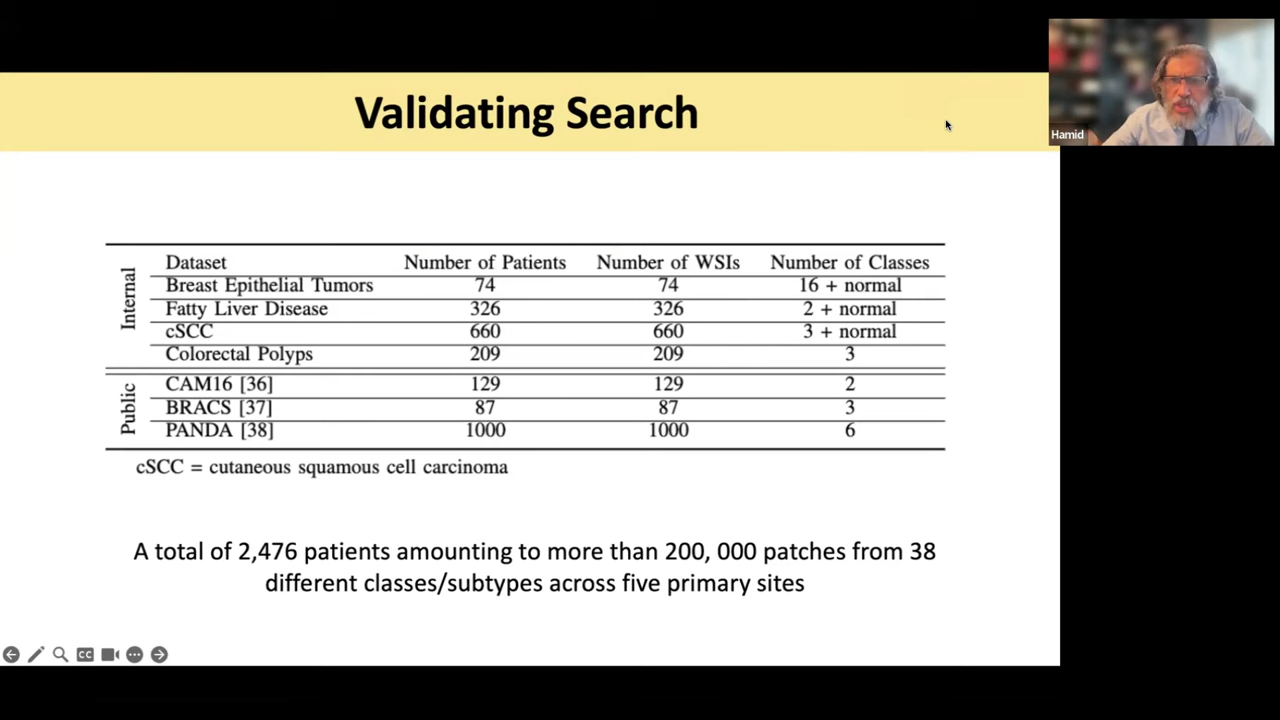 Validating Search
Hamid
Internal
Dataset Number of Patients Number of WSIs Number of Classes
Breast Epithelial Tumors 74 74 16 + normal
Fatty Liver Disease 326 326 2 + normal
cSCC 660 660 3 + normal
Colorectal Polyps 209 209 3
Public
CAM16 [36] 129 129 2
BRACS [37] 87 87 3
PANDA [38] 1000 1000 6
cSCC = cutaneous squamous cell carcinoma
A total of 2,476 patients amounting to more than 200, 000 patches from 38
different classes/subtypes across five primary sites
CC